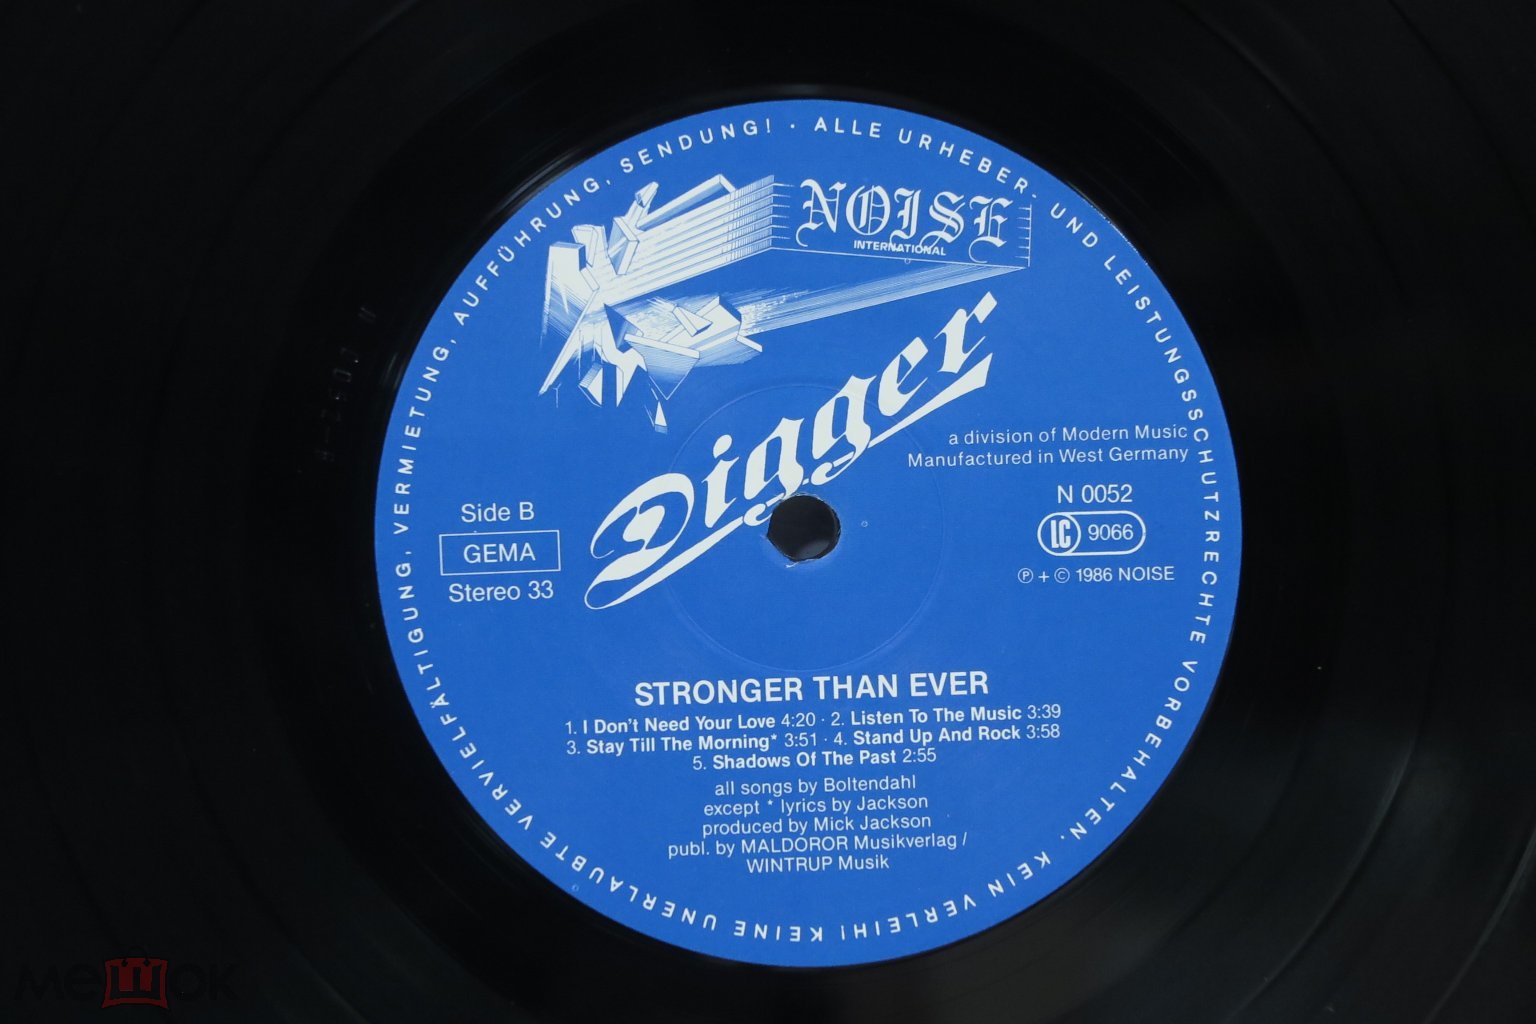 ALLE URHEBER- UND LEISTUNGSSCHUTZRECHTE VORBEHALTEN. KEIN VERLEIH! KEINE UNERLAUBTE VERVIELFÄLTIGUNG, VERMIETUNG, AUFFÜHRUNG, SENDUNG! ·
NOISE
INTERNATIONAL
Digger
a division of Modern Music
Manufactured in West Germany
Side B
GEMA
Stereo 33
N 0052
LC 9066
℗ + © 1986 NOISE
STRONGER THAN EVER
1. I Don't Need Your Love 4:20 · 2. Listen To The Music 3:39
3. Stay Till The Morning* 3:51 · 4. Stand Up And Rock 3:58
5. Shadows Of The Past 2:55
all songs by Boltendahl
except * lyrics by Jackson
produced by Mick Jackson
publ. by MALDOROR Musikverlag /
WINTRUP Musik
мешок